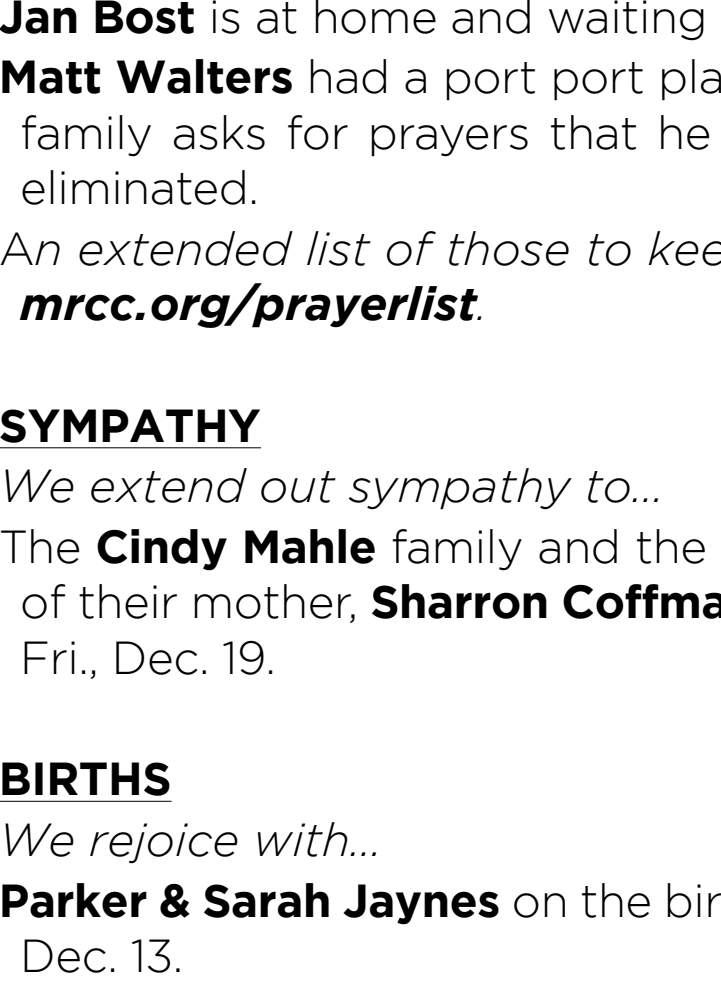 Jan Bost is at home and waiting
Matt Walters had a port port pla
family asks for prayers that he
eliminated.
An extended list of those to kee
mrcc.org/prayerlist.
SYMPATHY
We extend out sympathy to...
The Cindy Mahle family and the
of their mother, Sharron Coffma
Fri., Dec. 19.
BIRTHS
We rejoice with...
Parker & Sarah Jaynes on the bir
Dec. 13.